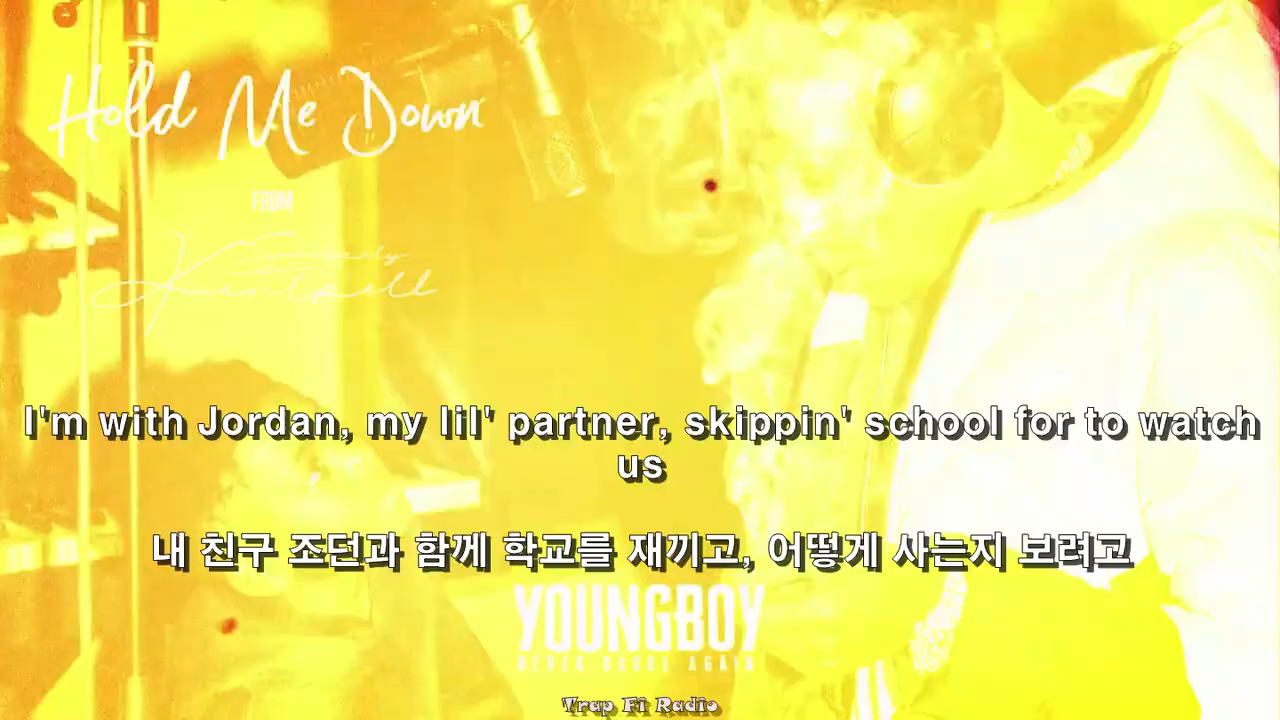 Hold Me Down
FROM
Sincerely
Kentrell
I'm with Jordan, my lil' partner, skippin' school for to watch
us
내 친구 조던과 함께 학교를 재끼고, 어떻게 사는지 보려고
YOUNGBOY
NEVER BROKE AGAIN
Trap Fi Radio